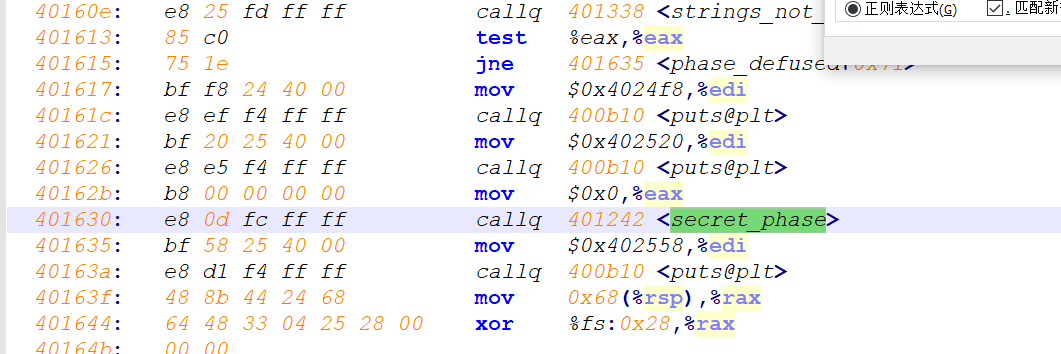 40160e: e8 25 fd ff ff callq 401338 <strings_not_
正则表达式(G) . 匹配新
401613: 85 c0 test %eax,%eax
401615: 75 1e jne 401635 <phase_defused+0x71>
401617: bf f8 24 40 00 mov $0x4024f8,%edi
40161c: e8 ef f4 ff ff callq 400b10 <puts@plt>
401621: bf 20 25 40 00 mov $0x402520,%edi
401626: e8 e5 f4 ff ff callq 400b10 <puts@plt>
40162b: b8 00 00 00 00 mov $0x0,%eax
401630: e8 0d fc ff ff callq 401242 <secret_phase>
401635: bf 58 25 40 00 mov $0x402558,%edi
40163a: e8 d1 f4 ff ff callq 400b10 <puts@plt>
40163f: 48 8b 44 24 68 mov 0x68(%rsp),%rax
401644: 64 48 33 04 25 28 00 xor %fs:0x28,%rax
40164b: 00 00